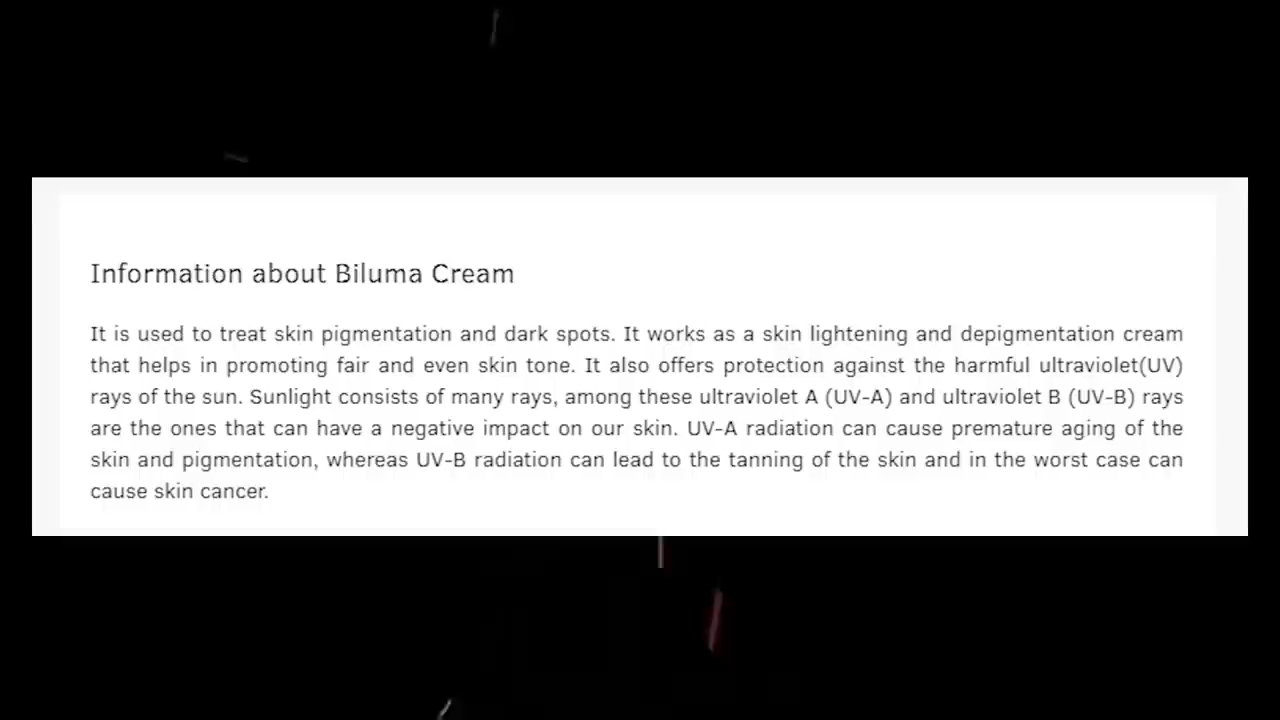 Information about Biluma Cream
It is used to treat skin pigmentation and dark spots. It works as a skin lightening and depigmentation cream
that helps in promoting fair and even skin tone. It also offers protection against the harmful ultraviolet(UV)
rays of the sun. Sunlight consists of many rays, among these ultraviolet A (UV-A) and ultraviolet B (UV-B) rays
are the ones that can have a negative impact on our skin. UV-A radiation can cause premature aging of the
skin and pigmentation, whereas UV-B radiation can lead to the tanning of the skin and in the worst case can
cause skin cancer.